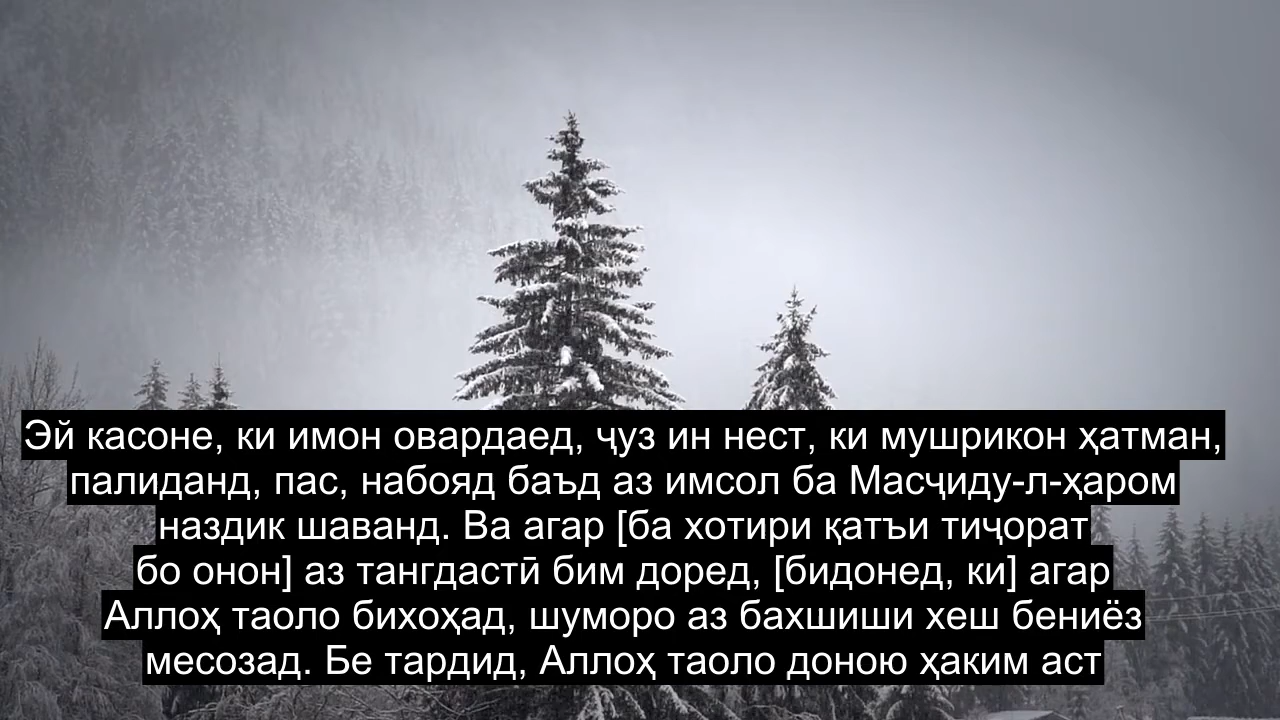 Эй касоне, ки имон овардаед, ҷуз ин нест, ки мушрикон ҳатман,
палиданд, пас, набояд баъд аз имсол ба Масҷиду-л-ҳаром
наздик шаванд. Ва агар [ба хотири қатъи тиҷорат
бо онон] аз тангдастӣ бим доред, [бидонед, ки] агар
Аллоҳ таоло бихоҳад, шуморо аз бахшиши хеш бениёз
месозад. Бе тардид, Аллоҳ таоло доною ҳаким аст